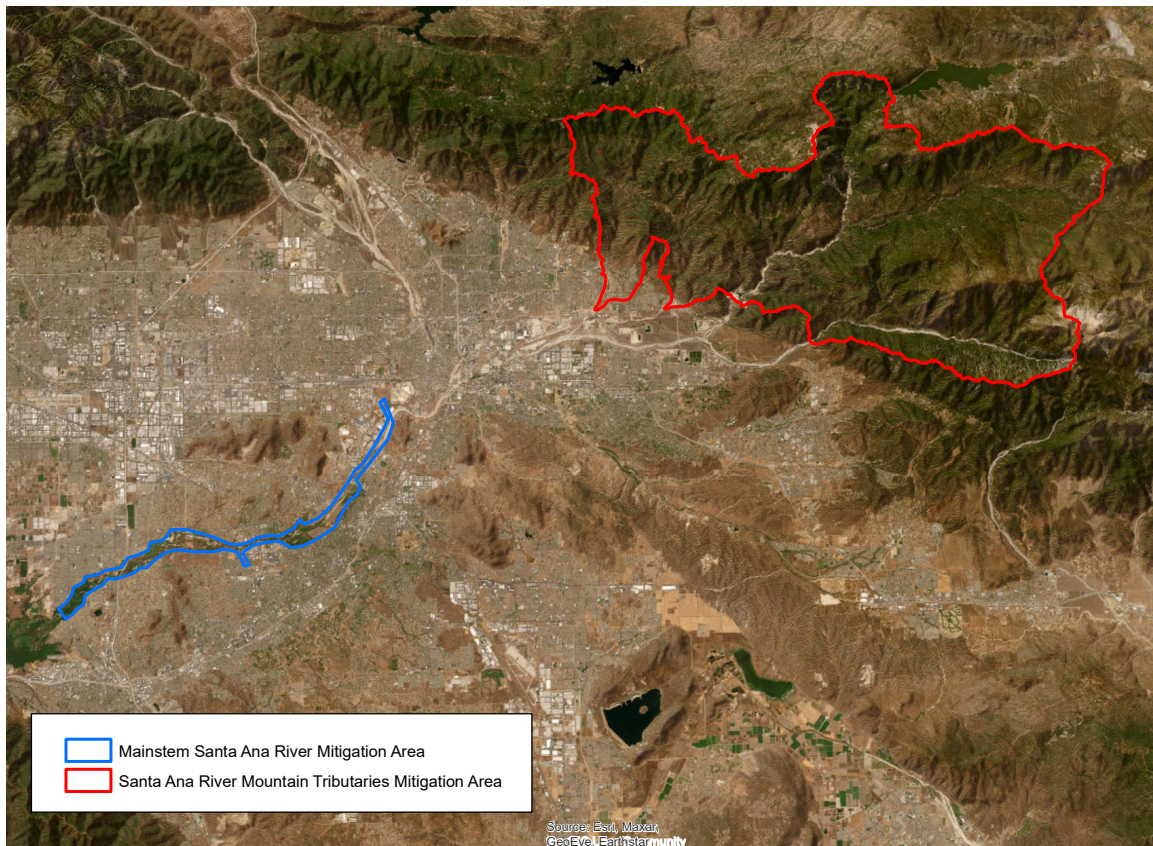 Mainstem Santa Ana River Mitigation Area
Santa Ana River Mountain Tributaries Mitigation Area
Source: Esri, Maxar,
GeoEye, Earthstar